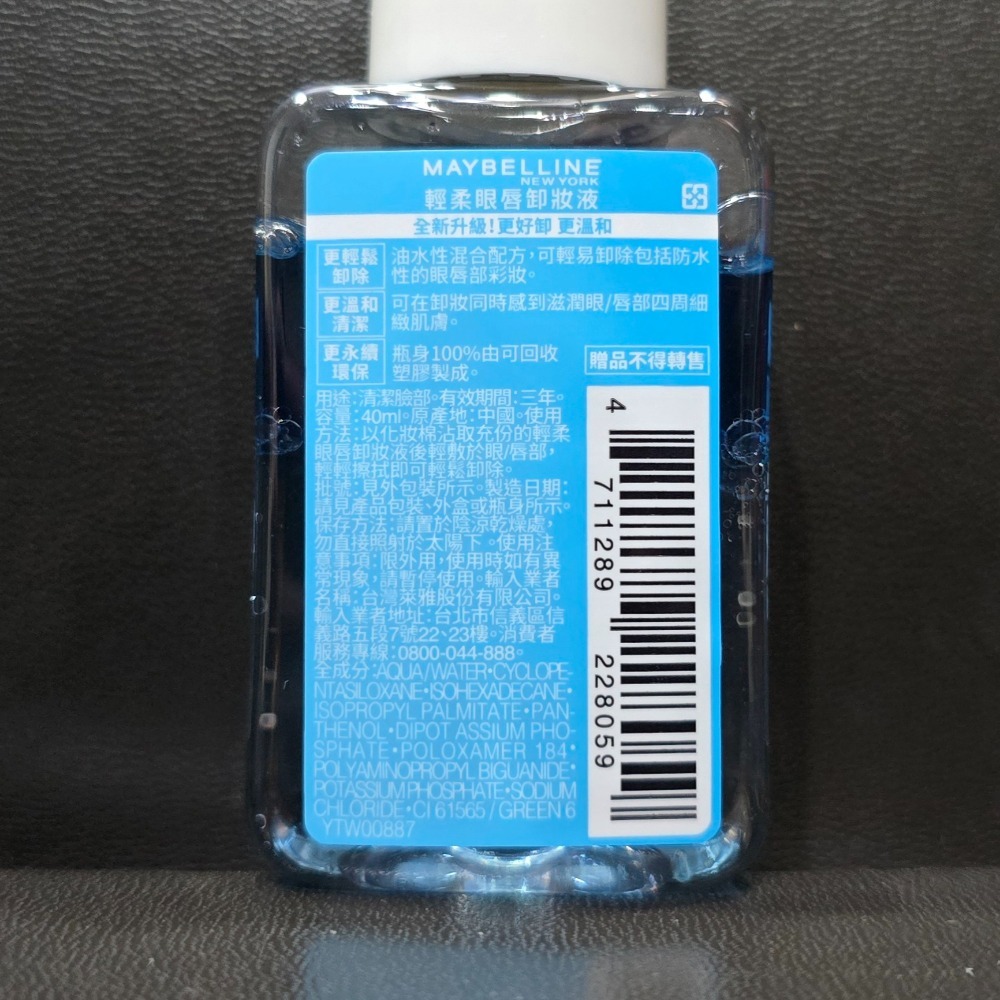 MAYBELLINE
NEW YORK
輕柔眼唇卸妝液
全新升級!更好卸 更溫和
更輕鬆
卸除
油水性混合配方,可輕易卸除包括防水
性的眼唇部彩妝。
更溫和
清潔
可在卸妝同時感到滋潤眼/唇部四周細
緻肌膚。
更永續
環保
瓶身100%由可回收
塑膠製成。
贈品不得轉售
用途:清潔臉部。有效期間:三年。
容量:40ml。原產地:中國。使用
方法:以化妝棉沾取充份的輕柔
眼唇卸妝液後輕敷於眼/唇部,
輕輕擦拭即可輕鬆卸除。
批號:見外包裝所示。製造日期:
請見產品包裝、外盒或瓶身所示。
保存方法:請置於陰涼乾燥處,
勿直接照射於太陽下。使用注
意事項:限外用,使用時如有異
常現象,請暫停使用。輸入業者
名稱:台灣萊雅股份有限公司。
輸入業者地址:台北市信義區信
義路五段7號22、23樓。消費者
服務專線:0800-044-888。
全成分:AQUA/WATER•CYCLOPE-
NTASILOXANE•ISOHEXADECANE•
ISOPROPYL PALMITATE•PAN-
THENOL•DIPOT ASSIUM PHO-
SPHATE•POLOXAMER 184•
POLYAMINOPROPYL BIGUANIDE•
POTASSIUM PHOSPHATE•SODIUM
CHLORIDE•CI 61565 / GREEN 6
YTW00887
4 711289 228059